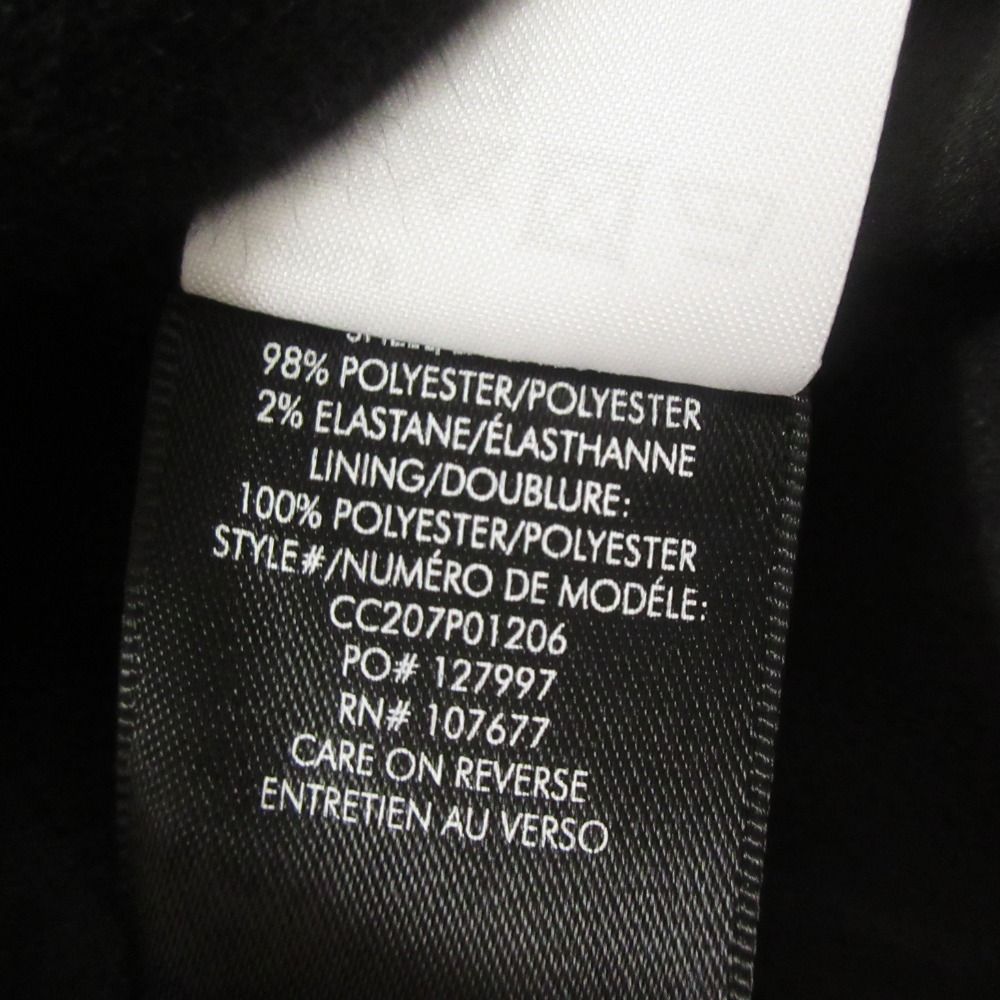 98% POLYESTER/POLYESTER
2% ELASTANE/ÉLASTHANNE
LINING/DOUBLURE:
100% POLYESTER/POLYESTER
STYLE#/NUMÉRO DE MODÉLE:
CC207P01206
PO# 127997
RN# 107677
CARE ON REVERSE
ENTRETIEN AU VERSO